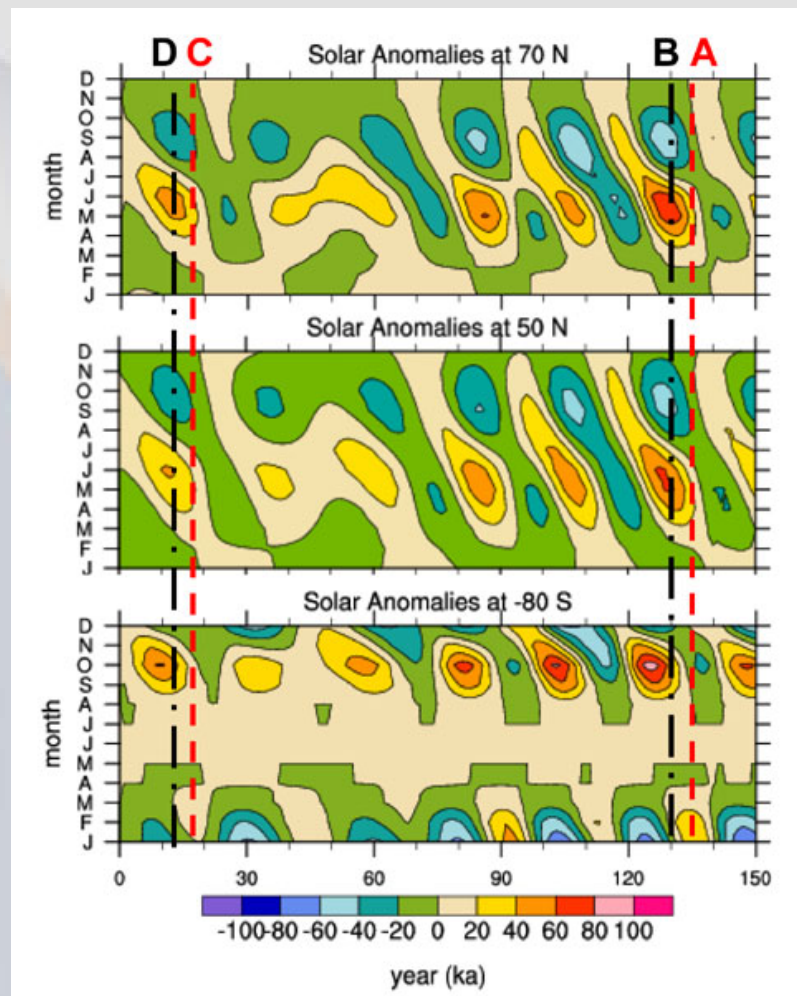 D C B A
Solar Anomalies at 70 N
D
N
O
S
A
J
J
M
A
M
F
J
month
Solar Anomalies at 50 N
D
N
O
S
A
J
J
M
A
M
F
J
Solar Anomalies at -80 S
D
N
O
S
A
J
J
M
A
M
F
J
month
0 30 60 90 120 150
-100 -80 -60 -40 -20 0 20 40 60 80 100
year (ka)